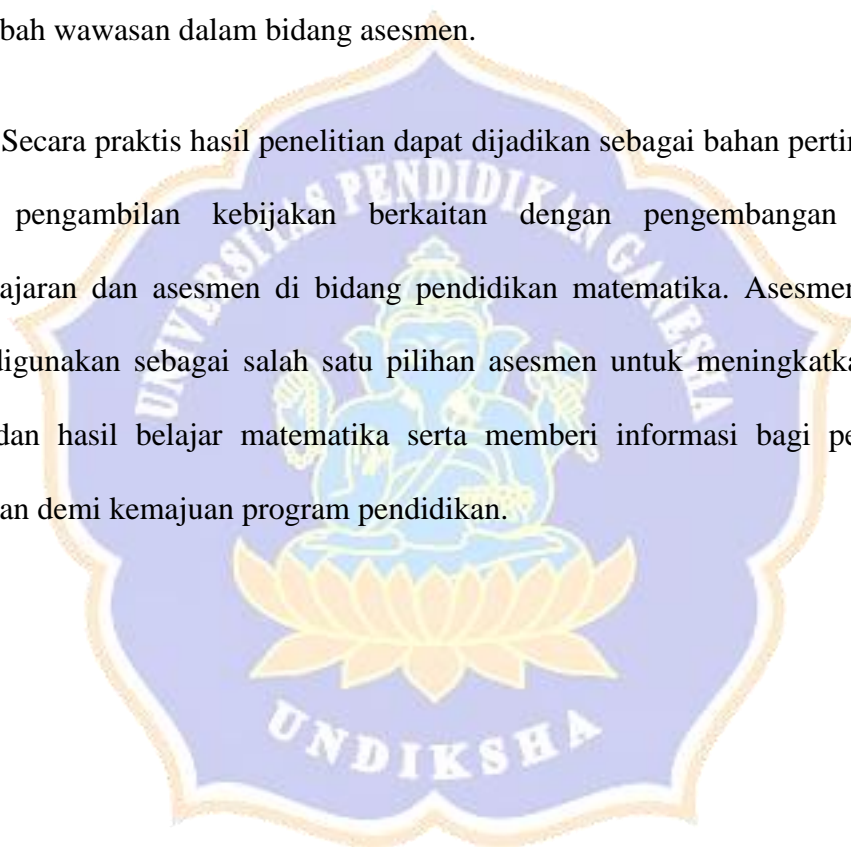 bah wawasan dalam bidang asesmen.
Secara praktis hasil penelitian dapat dijadikan sebagai bahan pertir
pengambilan kebijakan berkaitan dengan pengembangan
ajaran dan asesmen di bidang pendidikan matematika. Asesmen
digunakan sebagai salah satu pilihan asesmen untuk meningkatka
dan hasil belajar matematika serta memberi informasi bagi pe
an demi kemajuan program pendidikan.
UNIVERSITAS PENDIDIKAN GANESHA
UNDIKSHA